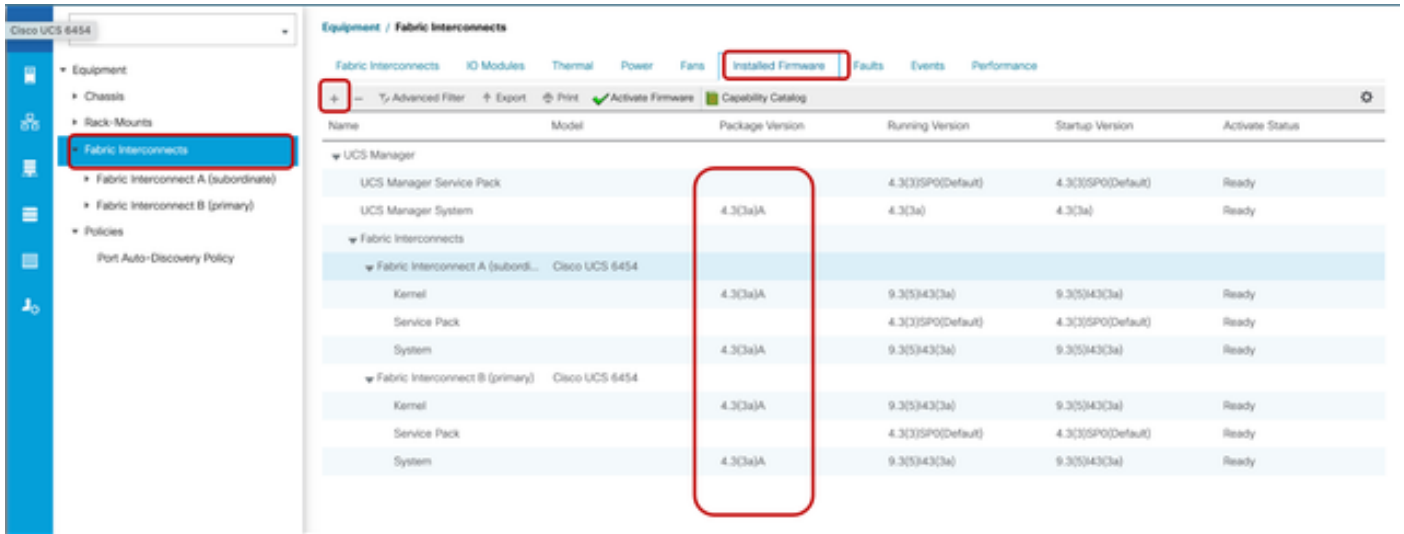 Cisco UCS 6454
Equipment / Fabric Interconnects
Fabric Interconnects IO Modules Thermal Power Fans Installed Firmware Faults Events Performance
+ − Advanced Filter Export Print Activate Firmware Capability Catalog
Equipment
Chassis
Rack-Mounts
Fabric Interconnects
Fabric Interconnect A (subordinate)
Fabric Interconnect B (primary)
Policies
Port Auto-Discovery Policy
Name Model Package Version Running Version Startup Version Activate Status
UCS Manager
UCS Manager Service Pack 4.3(3)SP0(Default) 4.3(3)SP0(Default) Ready
UCS Manager System 4.3(3a)A 4.3(3a) 4.3(3a) Ready
Fabric Interconnects
Fabric Interconnect A (subordi... Cisco UCS 6454
Kernel 4.3(3a)A 9.3(5)I43(3a) 9.3(5)I43(3a) Ready
Service Pack 4.3(3)SP0(Default) 4.3(3)SP0(Default) Ready
System 4.3(3a)A 9.3(5)I43(3a) 9.3(5)I43(3a) Ready
Fabric Interconnect B (primary) Cisco UCS 6454
Kernel 4.3(3a)A 9.3(5)I43(3a) 9.3(5)I43(3a) Ready
Service Pack 4.3(3)SP0(Default) 4.3(3)SP0(Default) Ready
System 4.3(3a)A 9.3(5)I43(3a) 9.3(5)I43(3a) Ready